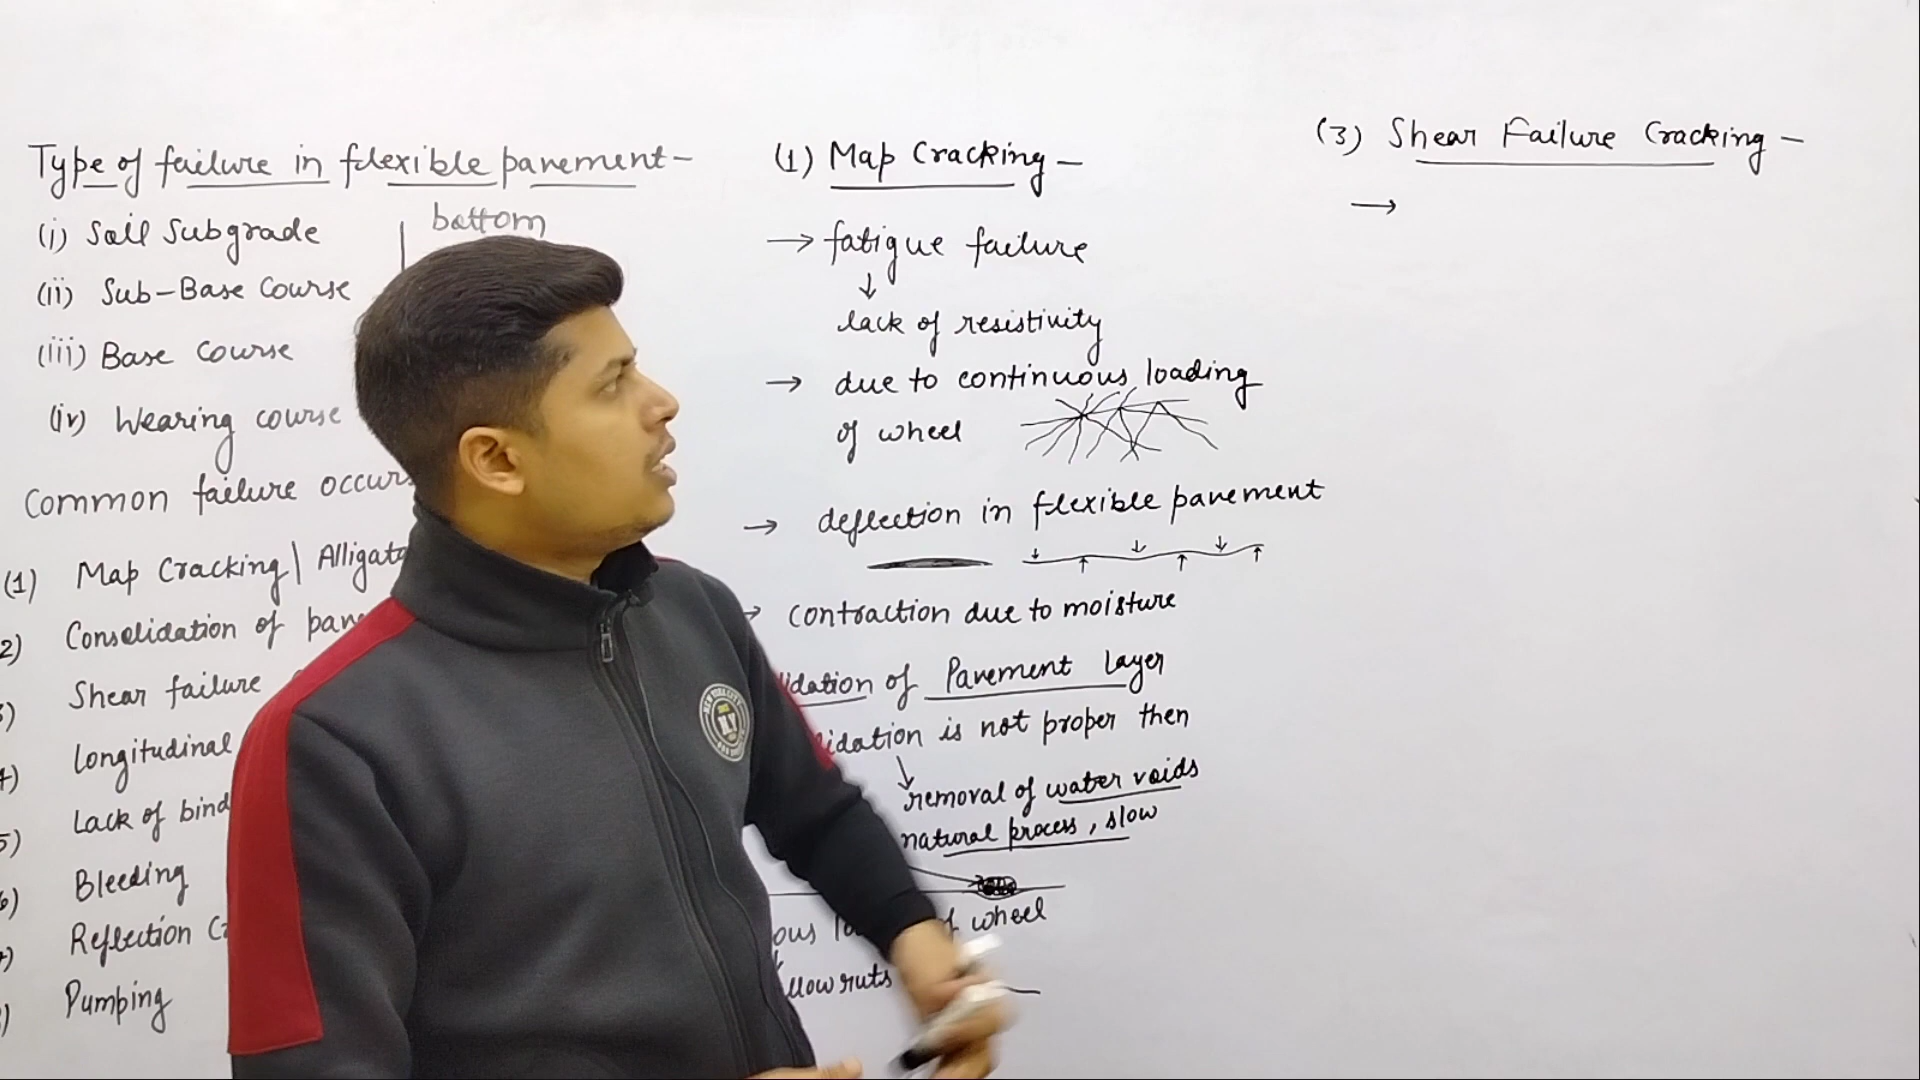 Type of failure in flexible pavement-
(i) Soil Subgrade
bottom
(ii) Sub-Base Course
(iii) Base Course
(iv) Wearing course
Common failure occurs
(1) Map Cracking |
2) Consolidation of
Shear failure
Longitudinal
5) Lack of
Bleeding
Reflection
Pumping
(1) Map Cracking -
→ fatigue failure
↓
lack of resistivity
→ due to continuous loading
of wheel
→ deflection in flexible pavement
contraction due to moisture
of Pavement Layer
is not proper then
removal of water voids
natural process, slow
wheel
ruts
(3) Shear Failure Cracking -
→